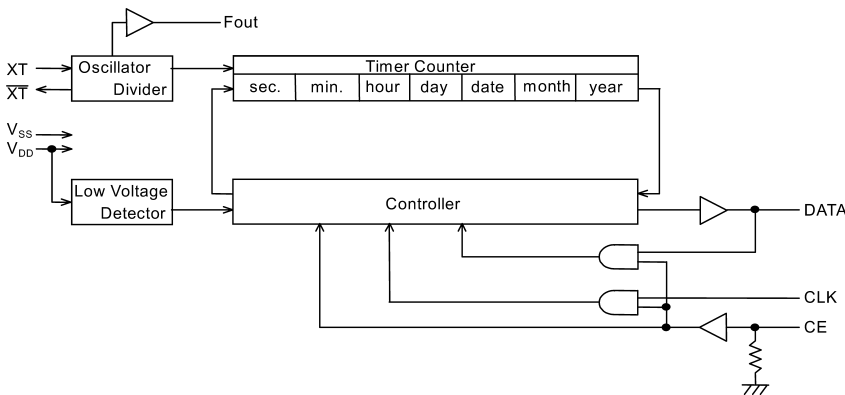 Fout
XT
Oscillator
Divider
X̅T̅
Timer Counter
sec. min. hour day date month year
VSS
VDD
Low Voltage
Detector
Controller
DATA
CLK
CE